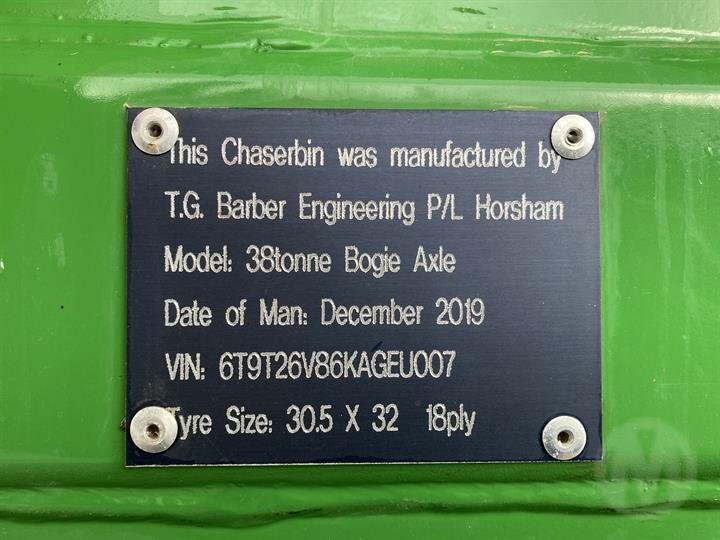 This Chaserbin was manufactured by
T.G. Barber Engineering P/L Horsham
Model: 38tonne Bogie Axle
Date of Man: December 2019
VIN: 6T9T26V86KAGEU007
Tyre Size: 30.5 X 32 18ply
M